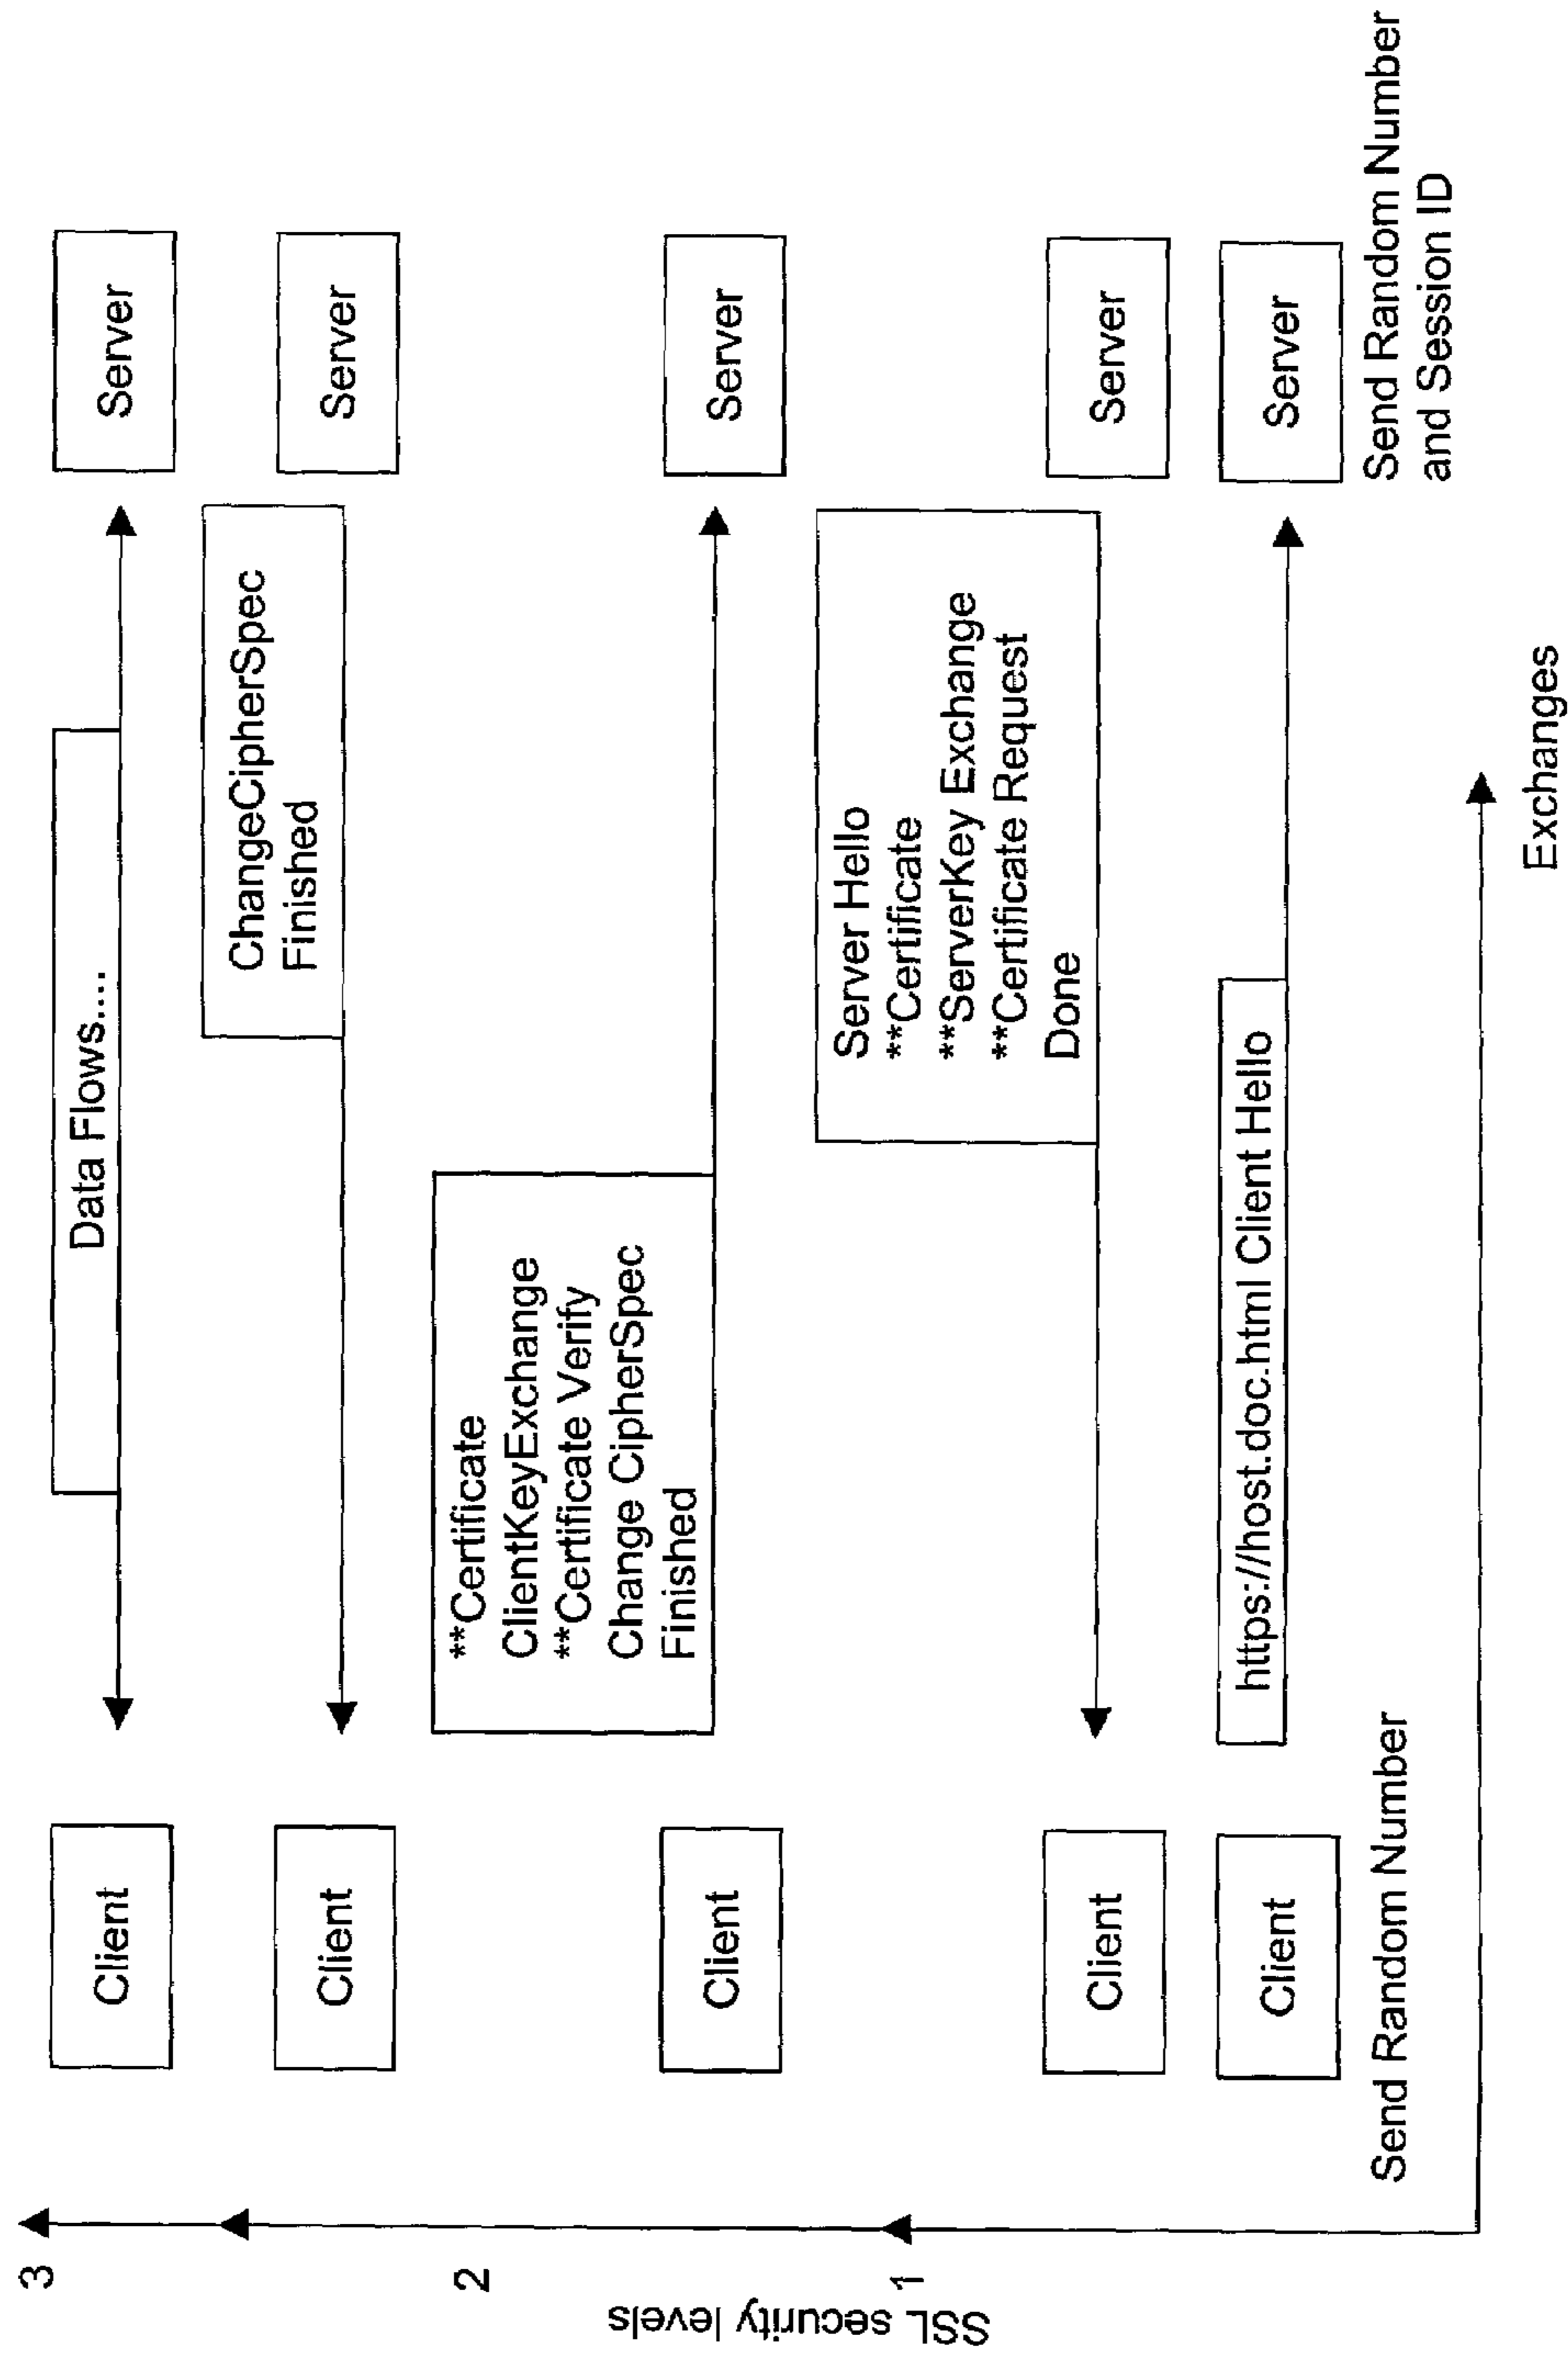 3
Client
Data Flows....
Server
Client
ChangeCipherSpec
Finished
Server
2
**Certificate
ClientKeyExchange
**Certificate Verify
Change CipherSpec
Finished
Client
Server
SSL security levels
1
Server Hello
**Certificate
**ServerKey Exchange
**Certificate Request
Done
Client
Server
Client
https://host.doc.html Client Hello
Server
Send Random Number
Send Random Number
and Session ID
Exchanges